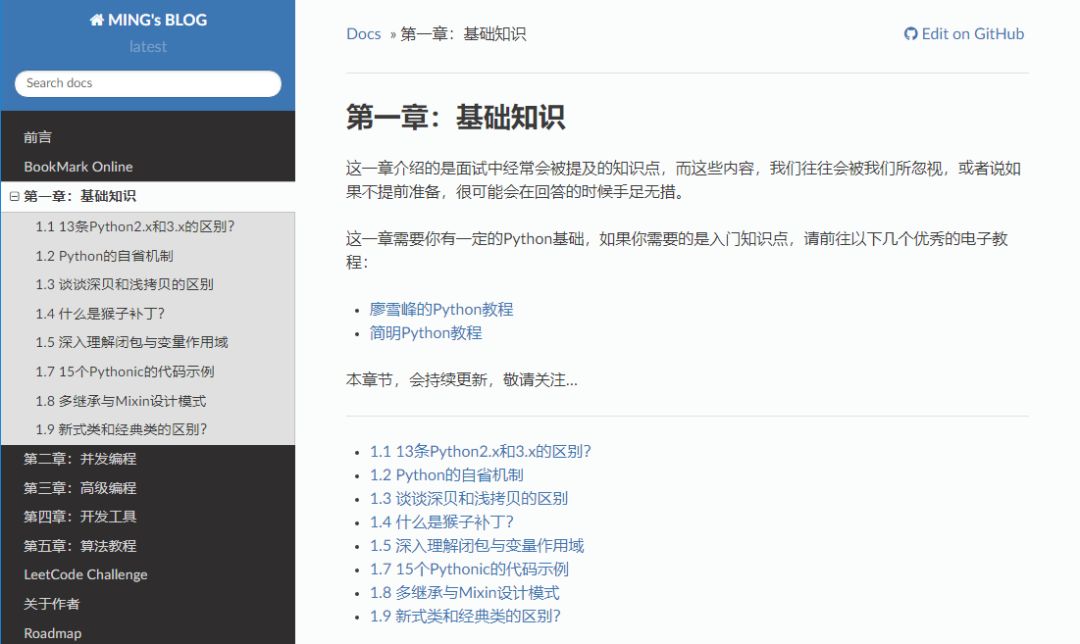 MING's BLOG
latest
Search docs
前言
BookMark Online
第一章：基础知识
1.1 13条Python2.x和3.x的区别？
1.2 Python的自省机制
1.3 谈谈深贝和浅拷贝的区别
1.4 什么是猴子补丁？
1.5 深入理解闭包与变量作用域
1.7 15个Pythonic的代码示例
1.8 多继承与Mixin设计模式
1.9 新式类和经典类的区别？
第二章：并发编程
第三章：高级编程
第四章：开发工具
第五章：算法教程
LeetCode Challenge
关于作者
Roadmap
Docs » 第一章：基础知识
Edit on GitHub
第一章：基础知识
这一章介绍的是面试中经常会被提及的知识点，而这些内容，我们往往会被我们所忽视，或者说如
果不提前准备，很可能会在回答的时候手足无措。
这一章需要你有一定的Python基础，如果你需要的是入门知识点，请前往以下几个优秀的电子教
程：
• 廖雪峰的Python教程
• 简明Python教程
本章节，会持续更新，敬请关注...
• 1.1 13条Python2.x和3.x的区别？
• 1.2 Python的自省机制
• 1.3 谈谈深贝和浅拷贝的区别
• 1.4 什么是猴子补丁？
• 1.5 深入理解闭包与变量作用域
• 1.7 15个Pythonic的代码示例
• 1.8 多继承与Mixin设计模式
• 1.9 新式类和经典类的区别？